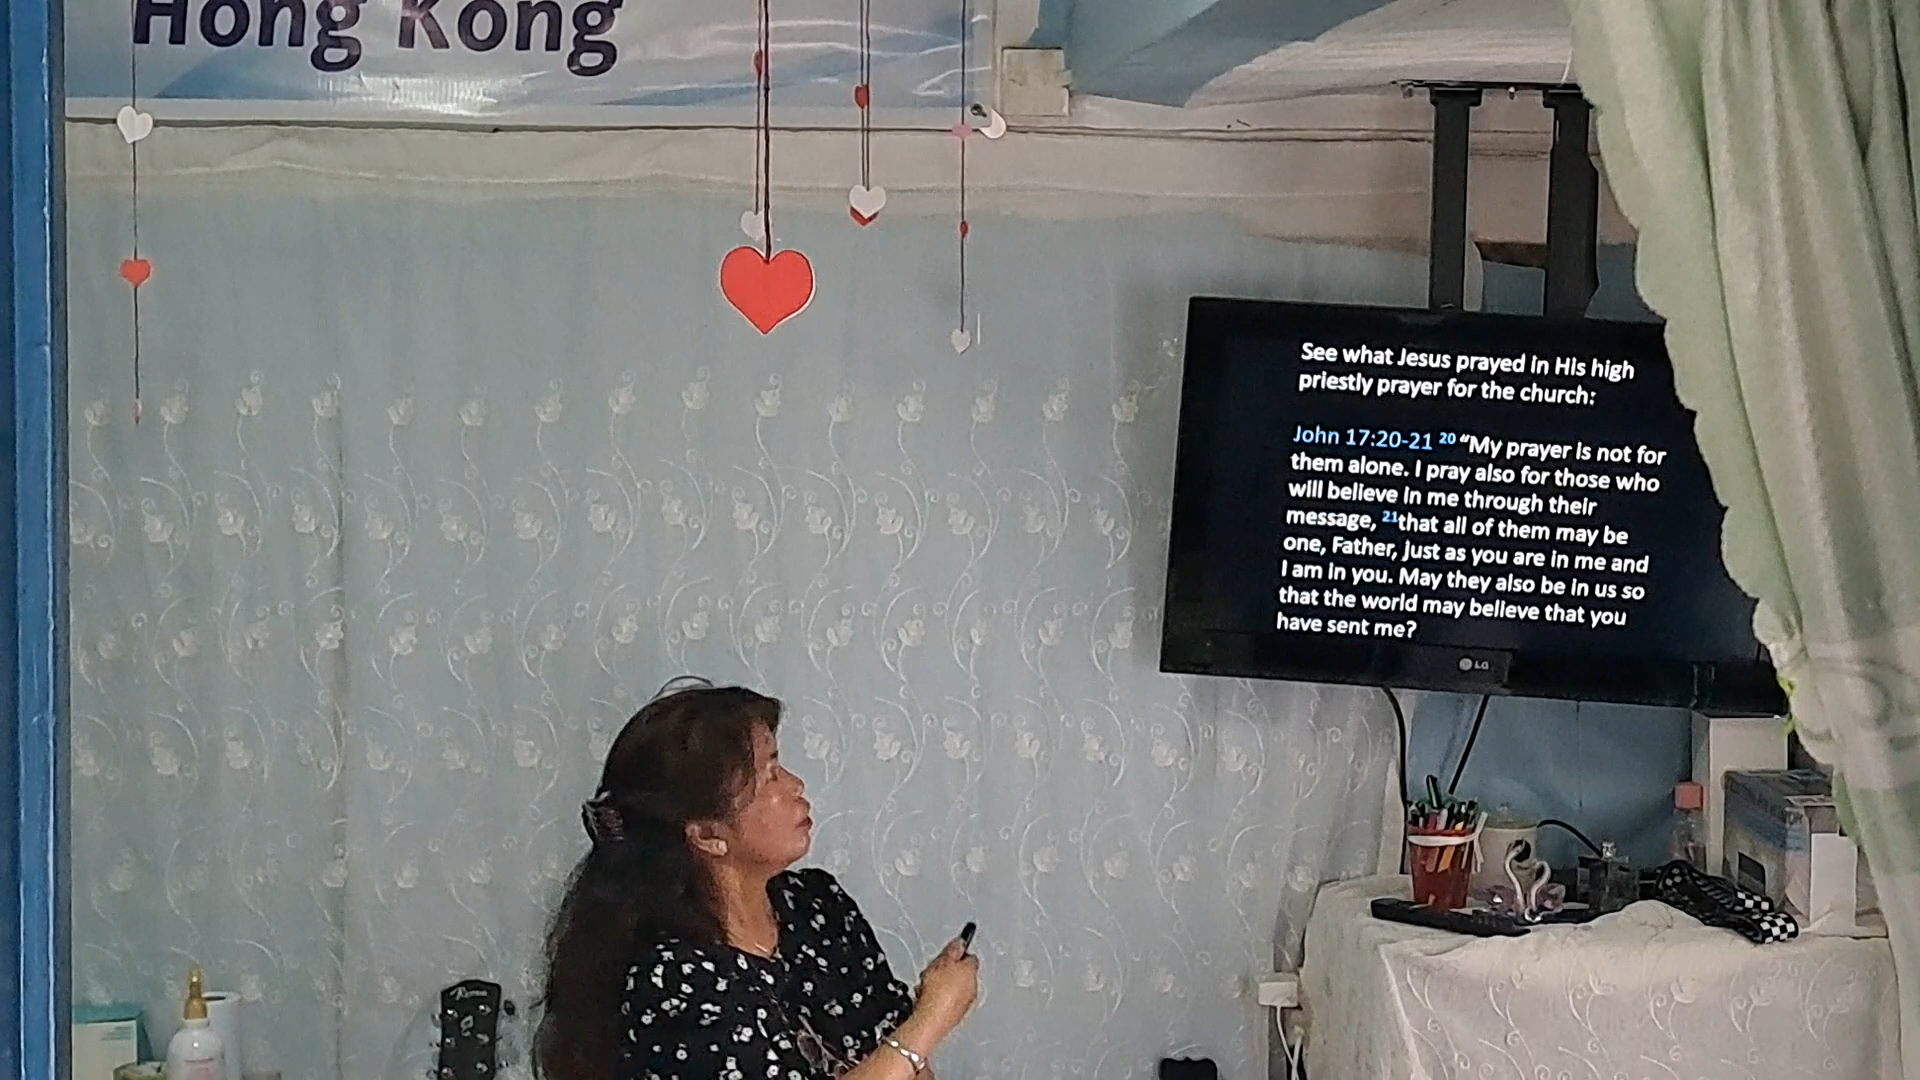 Hong Kong
See what Jesus prayed in His high
priestly prayer for the church:
John 17:20-21 20 “My prayer is not for
them alone. I pray also for those who
will believe in me through their
message, 21that all of them may be
one, Father, just as you are in me and
I am in you. May they also be in us so
that the world may believe that you
have sent me?
LG